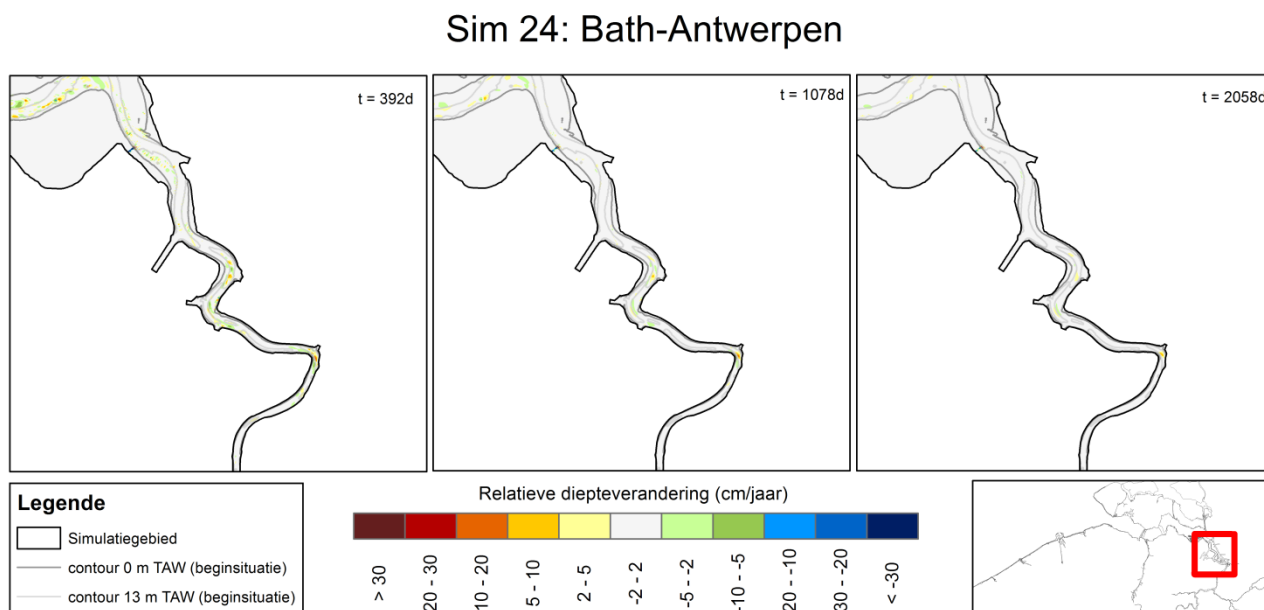 Sim 24: Bath-Antwerpen
t = 392d
t = 1078d
t = 2058d
Legende
Simulatiegebied
contour 0 m TAW (beginsituatie)
contour 13 m TAW (beginsituatie)
Relatieve diepteverandering (cm/jaar)
> 30
20 - 30
10 - 20
5 - 10
2 - 5
-2 - 2
-5 - -2
-10 - -5
20 - -10
30 - -20
< -30